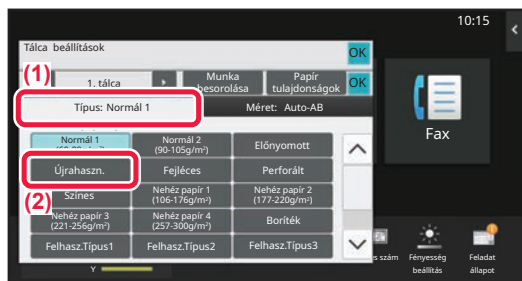 10:15
Tálca beállítások
OK
(1)
1. tálca
Munka
besorolása
Papír
tulajdonságok
OK
Típus: Normál 1
Méret: Auto-AB
Normál 1
Normál 2
(90-105g/m²)
Előnyomott
Újrahaszn.
Fejléces
Perforált
(2)
Színes
Nehéz papír 1
(106-176g/m²)
Nehéz papír 2
(177-220g/m²)
Nehéz papír 3
(221-256g/m²)
Nehéz papír 4
(257-300g/m²)
Boríték
Felhasz.Típus1
Felhasz.Típus2
Felhasz.Típus3
Fax
szám
Fényesség
beállítás
Feladat
állapot
Y